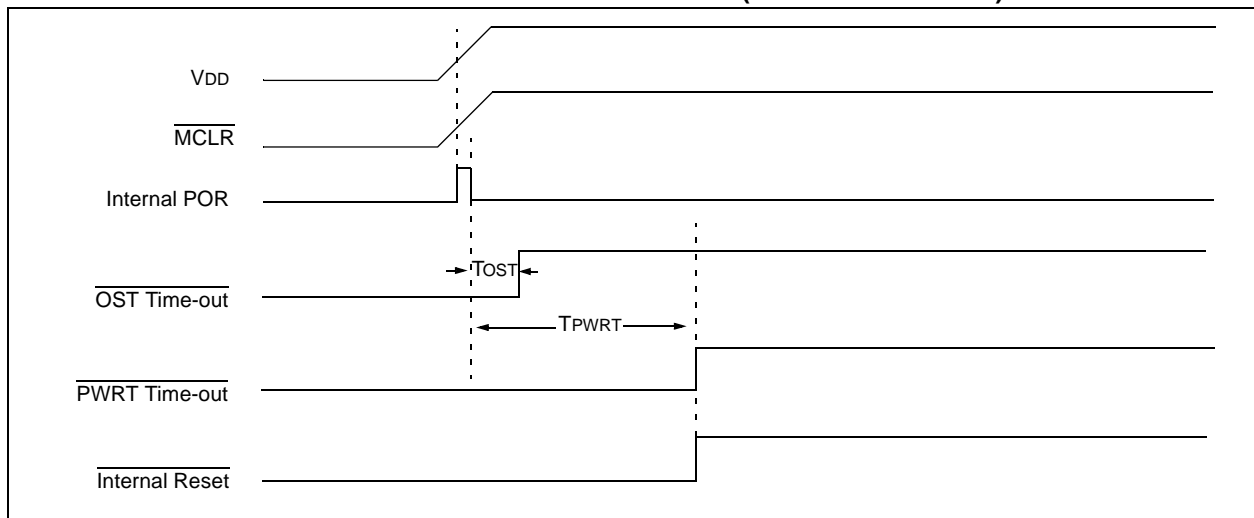 VDD
MCLR
Internal POR
TOST
OST Time-out
TPWRT
PWRT Time-out
Internal Reset